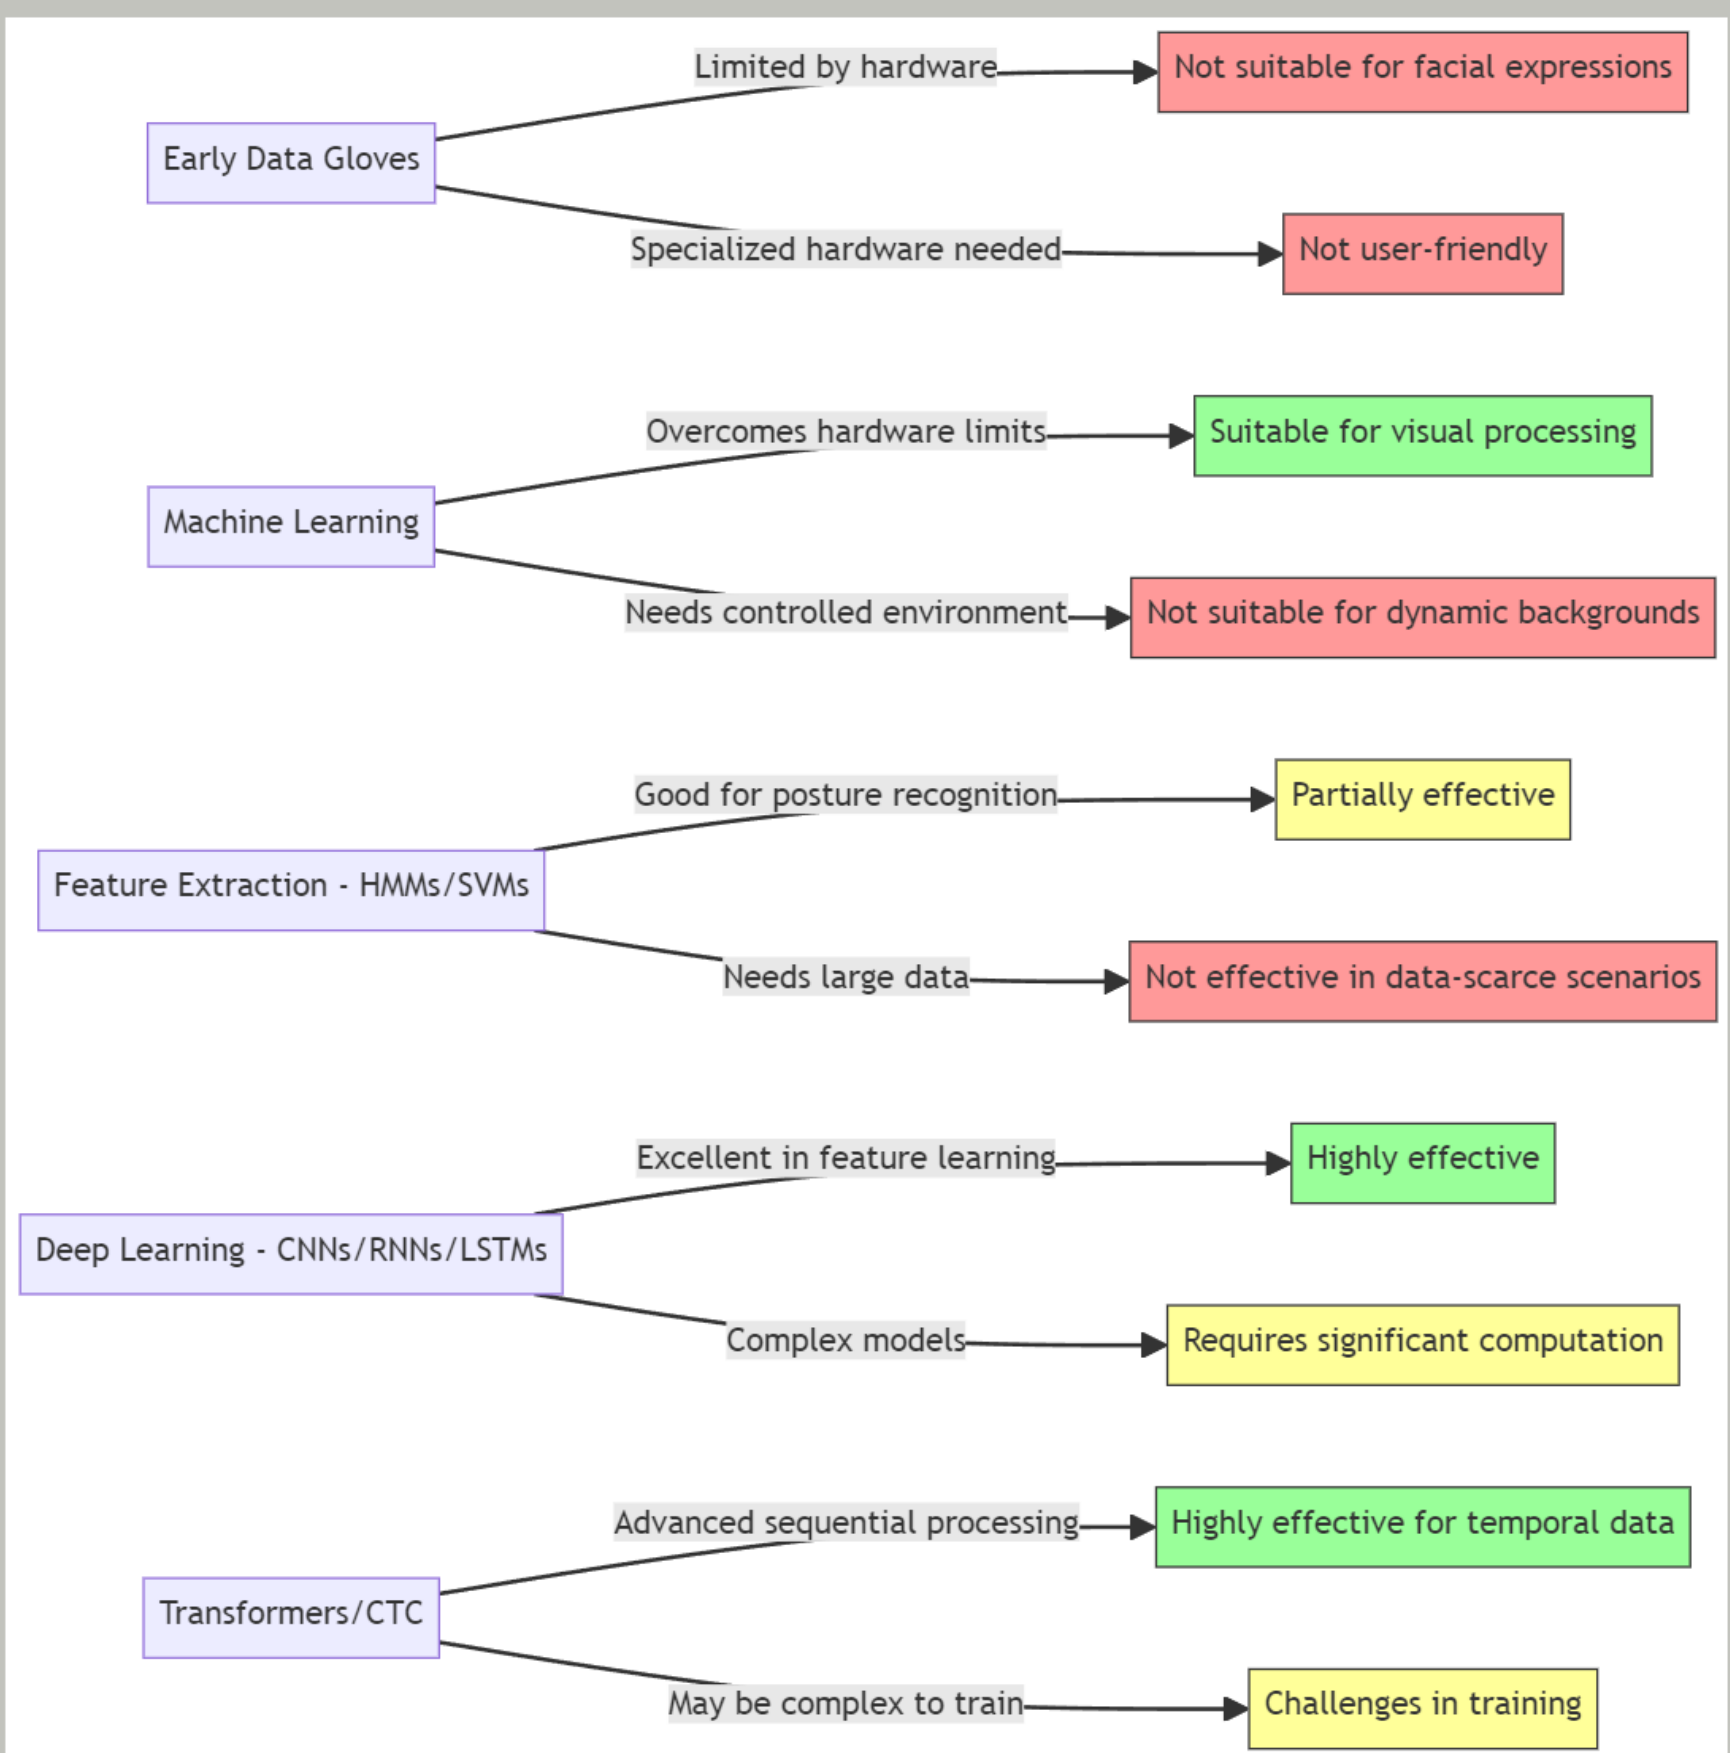 Limited by hardware
Not suitable for facial expressions
Early Data Gloves
Specialized hardware needed
Not user-friendly
Overcomes hardware limits
Suitable for visual processing
Machine Learning
Needs controlled environment
Not suitable for dynamic backgrounds
Good for posture recognition
Partially effective
Feature Extraction - HMMs/SVMs
Needs large data
Not effective in data-scarce scenarios
Excellent in feature learning
Highly effective
Deep Learning - CNNs/RNNs/LSTMs
Complex models
Requires significant computation
Advanced sequential processing
Highly effective for temporal data
Transformers/CTC
May be complex to train
Challenges in training